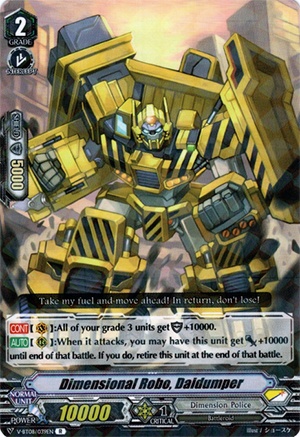 2
GRADE
INTERCEPT
5000
Take my fuel and move ahead! In return, don't lose!
CONT :All of your grade 3 units get +10000.
AUTO :When it attacks, you may have this unit get +10000
until end of that battle. If you do, retire this unit at the end of that battle.
Dimensional Robo, Daldumper
NORMAL
UNIT
POWER 10000
1
CRITICAL
Dimension Police
Battleroid
V-BT08/079EN R